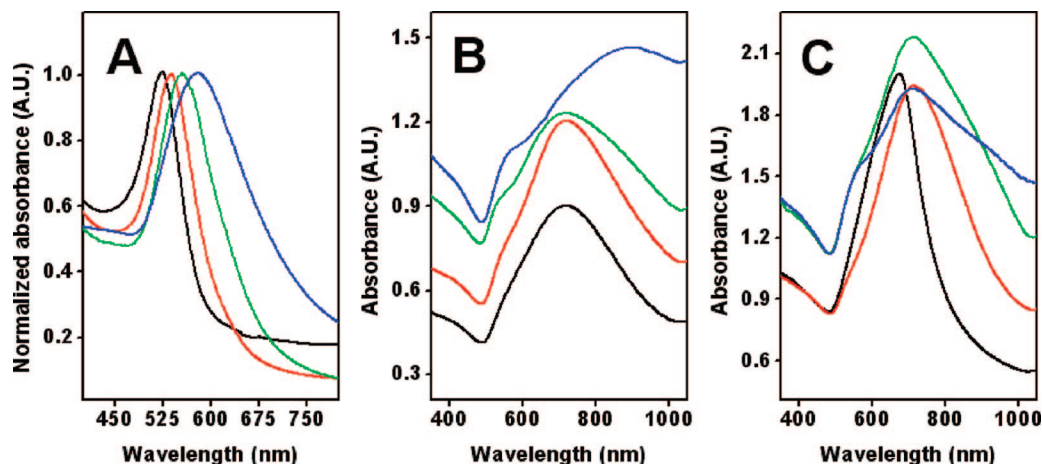 A
Normalized absorbance (A.U.)
1.0
0.8
0.6
0.4
0.2
450 525 600 675 750
Wavelength (nm)
B
Absorbance (A.U.)
1.5
1.2
0.9
0.6
0.3
400 600 800 1000
Wavelength (nm)
C
Absorbance (A.U.)
2.1
1.8
1.5
1.2
0.9
0.6
400 600 800 1000
Wavelength (nm)